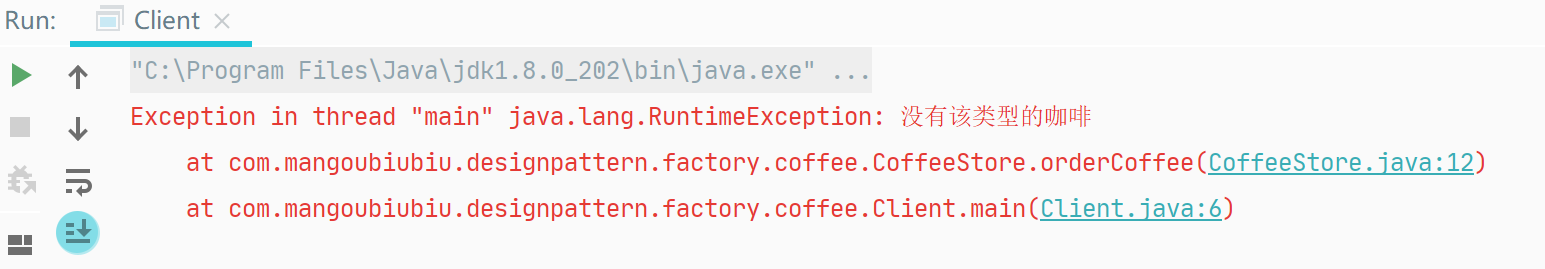 Run: Client
"C:\Program Files\Java\jdk1.8.0_202\bin\java.exe" ...
Exception in thread "main" java.lang.RuntimeException: 没有该类型的咖啡
at com.mangoubiubiu.designpattern.factory.coffee.CoffeeStore.orderCoffee(CoffeeStore.java:12)
at com.mangoubiubiu.designpattern.factory.coffee.Client.main(Client.java:6)